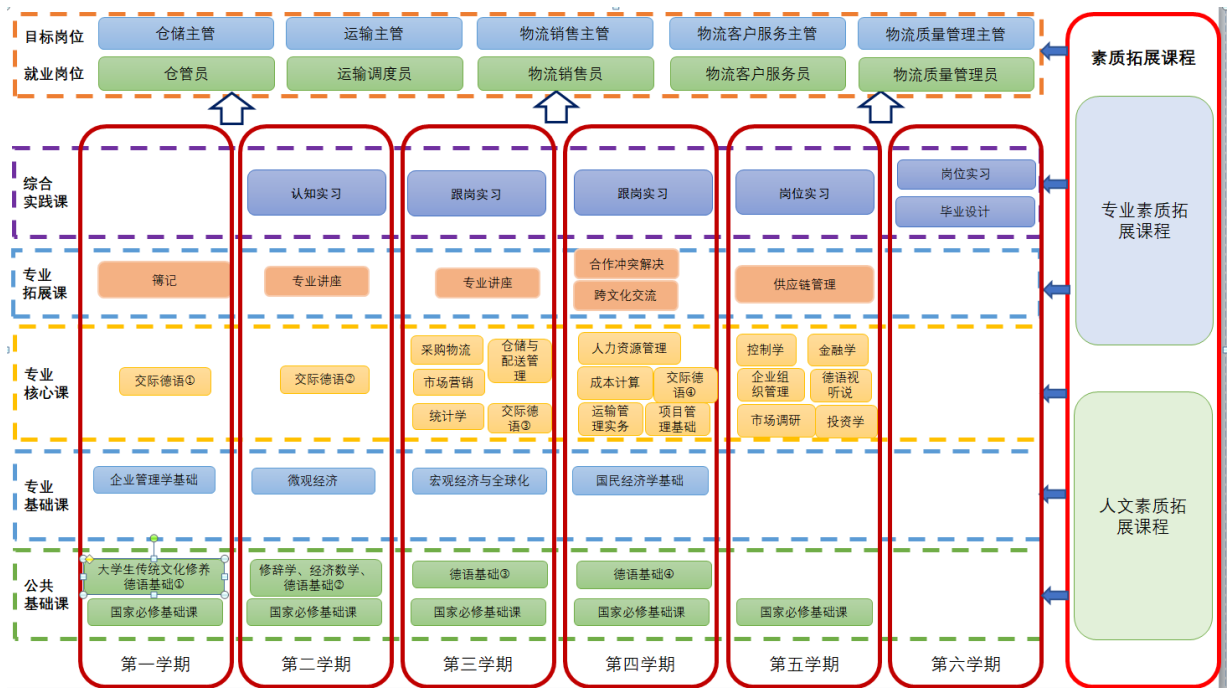 目标岗位
仓储主管
运输主管
物流销售主管
物流客户服务主管
物流质量管理主管
就业岗位
仓管员
运输调度员
物流销售员
物流客户服务员
物流质量管理员
综合
实践课
认知实习
跟岗实习
跟岗实习
岗位实习
岗位实习
毕业设计
专业
拓展课
簿记
专业讲座
专业讲座
合作冲突解决
跨文化交流
供应链管理
专业
核心课
交际德语①
交际德语②
采购物流
仓储与
配送管
理
市场营销
统计学
交际德
语③
人力资源管理
成本计算
交际德
语④
运输管
理实务
项目管
理基础
控制学
金融学
企业组
织管理
德语视
听说
市场调研
投资学
专业
基础课
企业管理学基础
微观经济
宏观经济与全球化
国民经济学基础
公共
基础课
大学生传统文化修养
德语基础①
修辞学、经济数学、
德语基础②
德语基础③
德语基础④
国家必修基础课
国家必修基础课
国家必修基础课
国家必修基础课
国家必修基础课
第一学期
第二学期
第三学期
第四学期
第五学期
第六学期
素质拓展课程
专业素质拓
展课程
人文素质拓
展课程